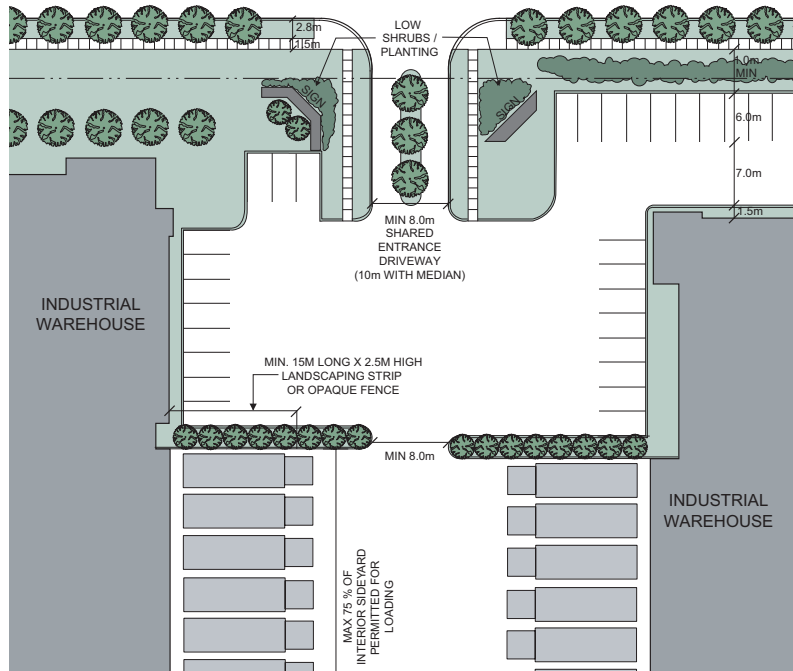 2.8m
1.5m
LOW
SHRUBS /
PLANTING
SIGN
SIGN
1.0m
MIN
6.0m
7.0m
1.5m
MIN 8.0m
SHARED
ENTRANCE
DRIVEWAY
(10m WITH MEDIAN)
INDUSTRIAL
WAREHOUSE
MIN. 15M LONG X 2.5M HIGH
LANDSCAPING STRIP
OR OPAQUE FENCE
MIN 8.0m
INDUSTRIAL
WAREHOUSE
MAX 75 % OF
INTERIOR SIDEYARD
PERMITTED FOR
LOADING